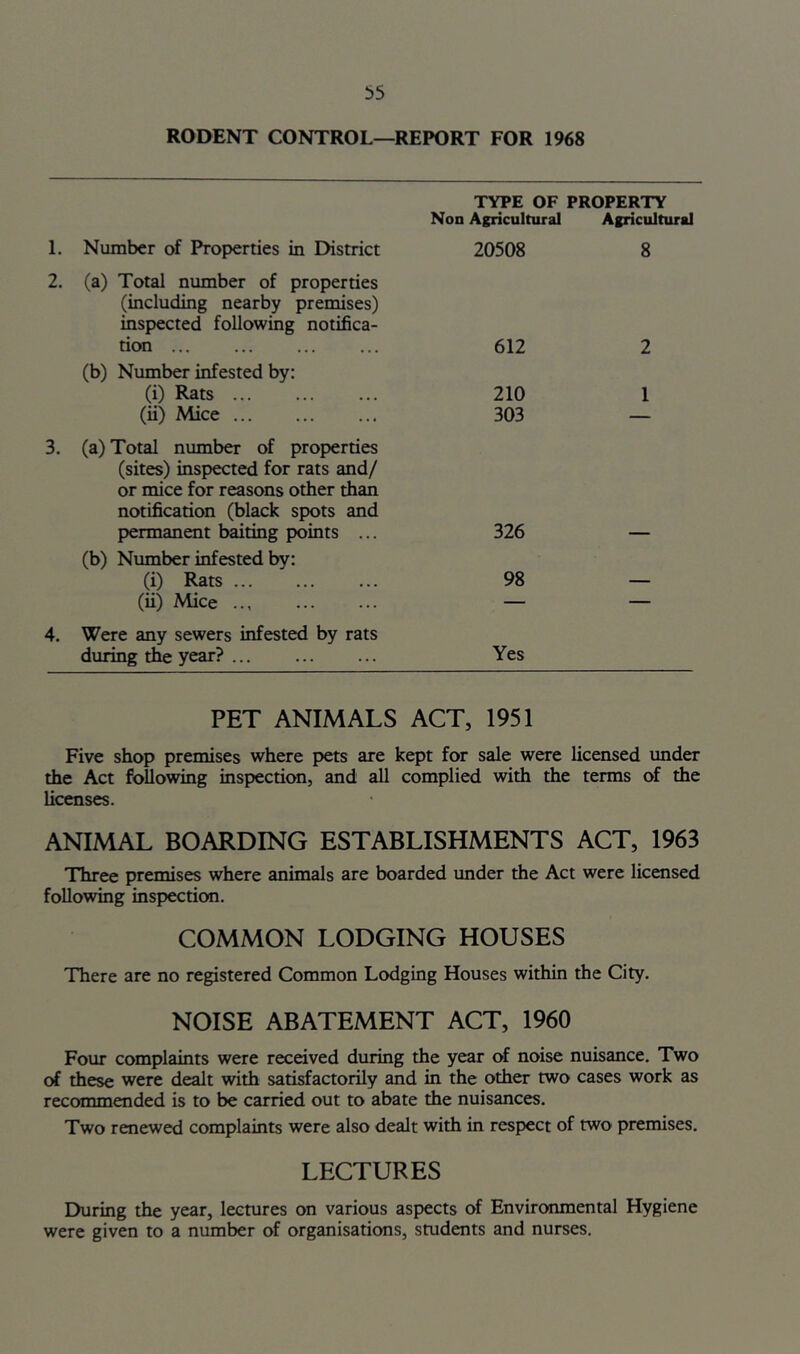 55
RODENT CONTROL—REPORT FOR 1968
TYPE OF PROPERTY
Non Agricultural Agricultural
1. Number of Properties in District 20508 8
2. (a) Total number of properties
(including nearby premises)
inspected following notifica-
tion ... ... ... ... 612 2
(b) Number infested by:
(i) Rats ... ... ... 210 1
(ii) Mice ... ... ... 303 —
3. (a) Total number of properties
(sites) inspected for rats and/
or mice for reasons other than
notification (black spots and
permanent baiting points ... 326 —
(b) Number infested by:
(i) Rats ... ... ... 98 —
(ii) Mice .., ... ... — —
4. Were any sewers infested by rats
during the year? ... ... ... Yes
PET ANIMALS ACT, 1951
Five shop premises where pets are kept for sale were licensed under
the Act following inspection, and all complied with the terms of the
licenses.
ANIMAL BOARDING ESTABLISHMENTS ACT, 1963
Three premises where animals are boarded under the Act were licensed
following inspection.
COMMON LODGING HOUSES
There are no registered Common Lodging Houses within the City.
NOISE ABATEMENT ACT, 1960
Four complaints were received during the year of noise nuisance. Two
of these were dealt with satisfactorily and in the other two cases work as
recommended is to be carried out to abate the nuisances.
Two renewed complaints were also dealt with in respect of two premises.
LECTURES
During the year, lectures on various aspects of Environmental Hygiene
were given to a number of organisations, students and nurses.